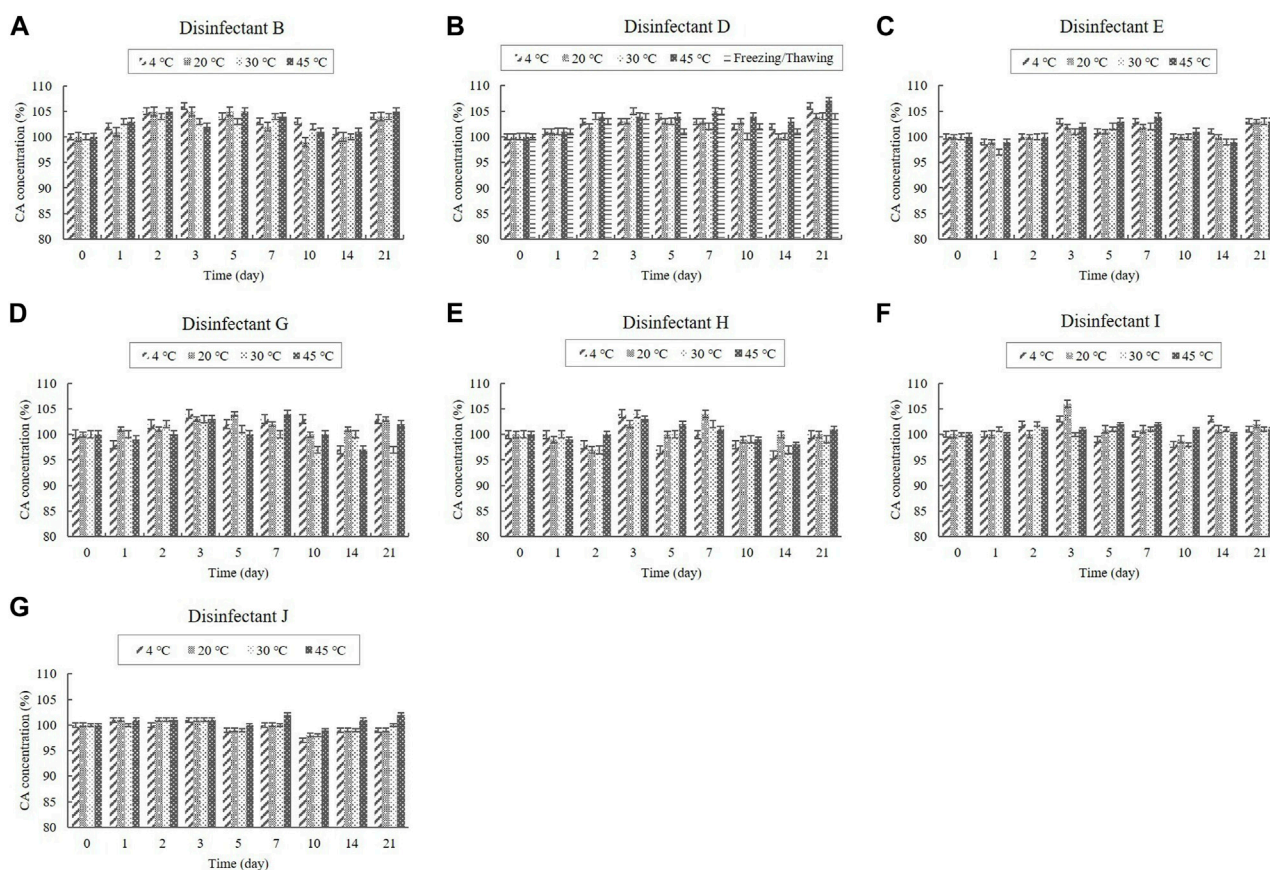 A
Disinfectant B
4 °C 20 °C 30 °C 45 °C
CA concentration (%)
110
105
100
95
90
85
80
0 1 2 3 5 7 10 14 21
Time (day)
B
Disinfectant D
4 °C 20 °C 30 °C 45 °C Freezing/Thawing
CA concentration (%)
110
105
100
95
90
85
80
0 1 2 3 5 7 10 14 21
Time (day)
C
Disinfectant E
4 °C 20 °C 30 °C 45 °C
CA concentration (%)
110
105
100
95
90
85
80
0 1 2 3 5 7 10 14 21
Time (day)
D
Disinfectant G
4 °C 20 °C 30 °C 45 °C
CA concentration (%)
110
105
100
95
90
85
80
0 1 2 3 5 7 10 14 21
Time (day)
E
Disinfectant H
4 °C 20 °C 30 °C 45 °C
CA concentration (%)
110
105
100
95
90
85
80
0 1 2 3 5 7 10 14 21
Time (day)
F
Disinfectant I
4 °C 20 °C 30 °C 45 °C
CA concentration (%)
110
105
100
95
90
85
80
0 1 2 3 5 7 10 14 21
Time (day)
G
Disinfectant J
4 °C 20 °C 30 °C 45 °C
CA concentration (%)
110
105
100
95
90
85
80
0 1 2 3 5 7 10 14 21
Time (day)